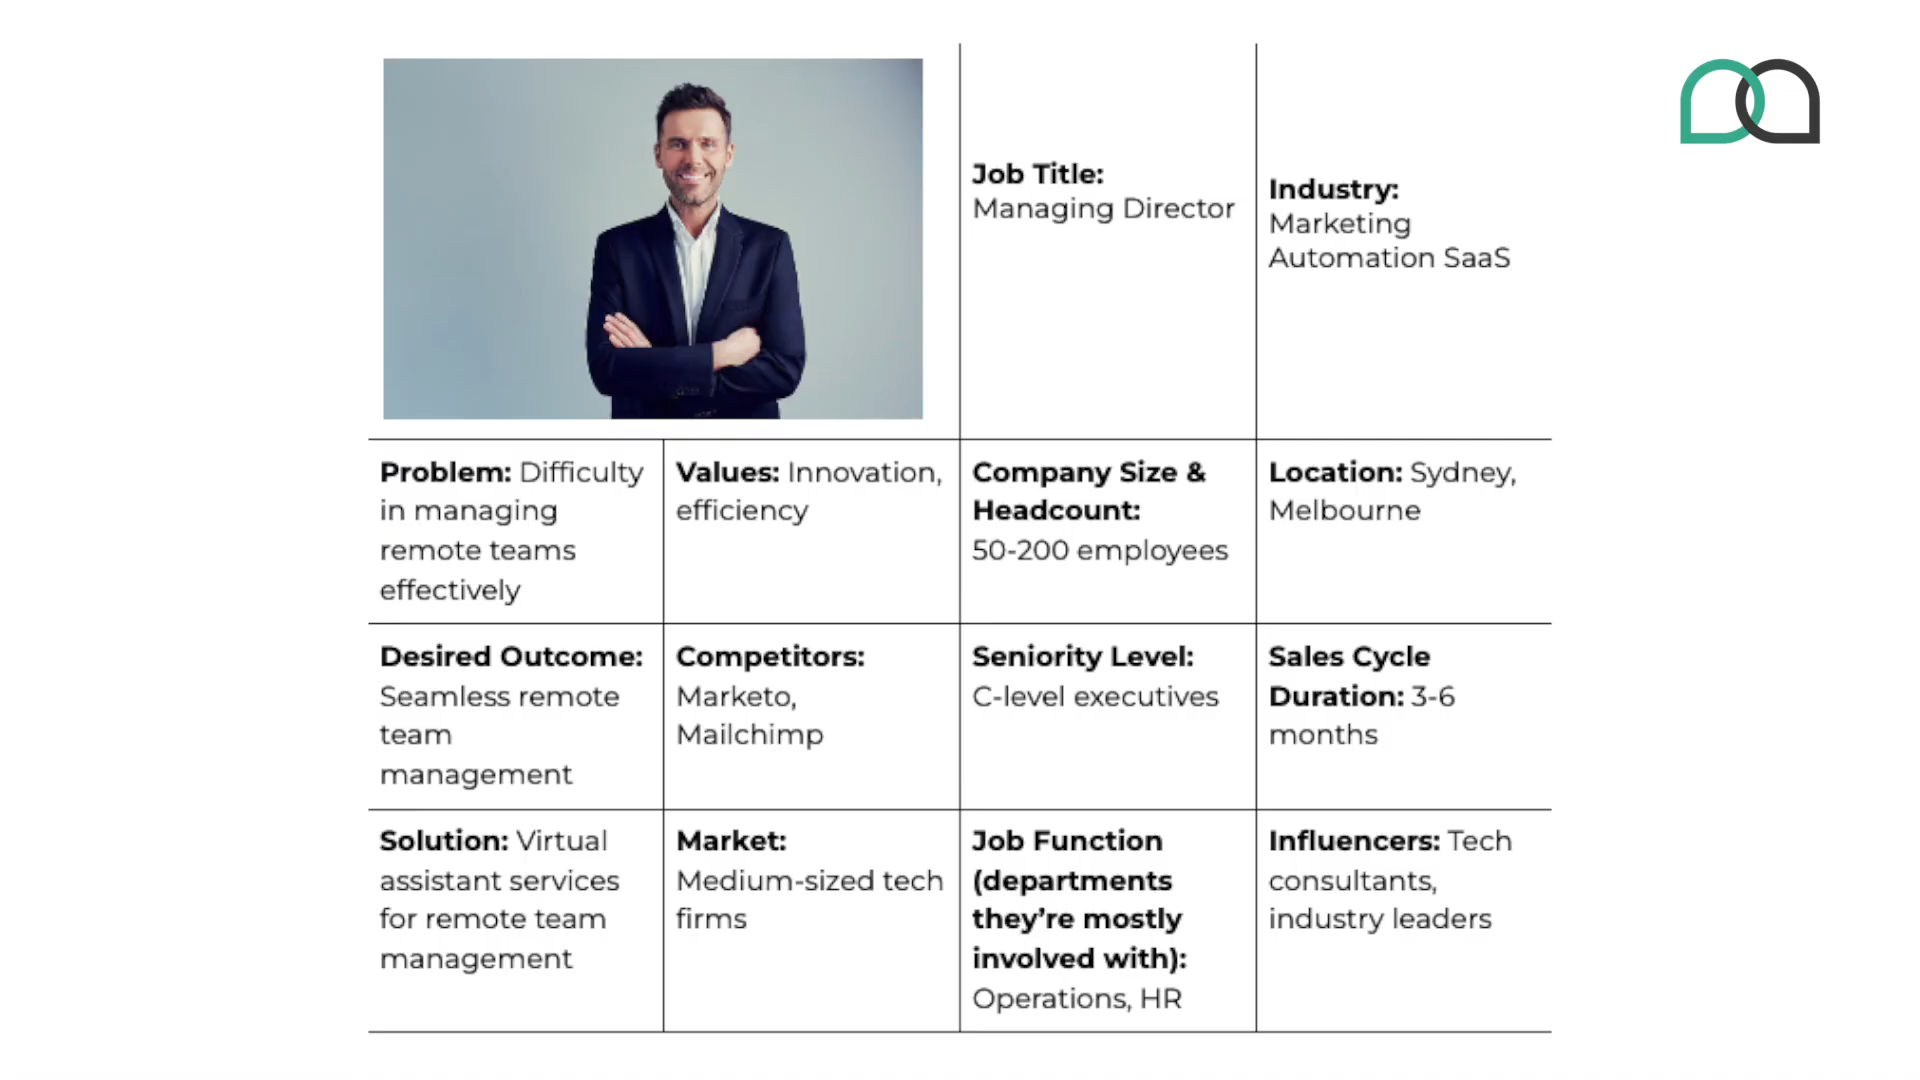 Job Title:
Managing Director
Industry:
Marketing
Automation SaaS
Problem: Difficulty
in managing
remote teams
effectively
Values: Innovation,
efficiency
Company Size &
Headcount:
50-200 employees
Location: Sydney,
Melbourne
Desired Outcome:
Seamless remote
team
management
Competitors:
Marketo,
Mailchimp
Seniority Level:
C-level executives
Sales Cycle
Duration: 3-6
months
Solution: Virtual
assistant services
for remote team
management
Market:
Medium-sized tech
firms
Job Function
(departments
they’re mostly
involved with):
Operations, HR
Influencers: Tech
consultants,
industry leaders